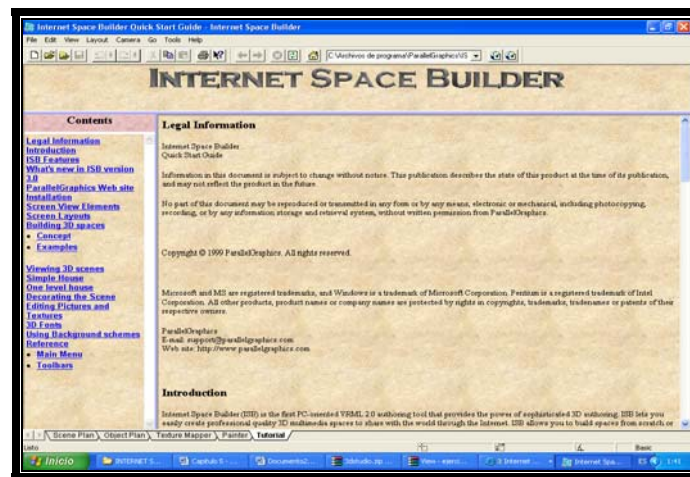 Internet Space Builder Quick Start Guide - Internet Space Builder
File Edit View Layout Camera Go Tools Help
C:\Archivos de programa\ParallelGraphics\IS
INTERNET SPACE BUILDER
Contents
Legal Information
Introduction
ISB Features
What's new in ISB version
3.0
ParallelGraphics Web site
Installation
Screen View Elements
Screen Layouts
Building 3D spaces
• Concept
• Examples
Viewing 3D scenes
Simple House
One level house
Decorating the Scene
Editing Pictures and
Textures
3D Fonts
Using Background schemes
Reference
• Main Menu
• Toolbars
Legal Information
Internet Space Builder
Quick Start Guide
Information in this document is subject to change without notice. This publication describes the state of this product at the time of its publication,
and may not reflect the product in the future.
No part of this document may be reproduced or transmitted in any form or by any means, electronic or mechanical, including photocopying,
recording, or by any information storage and retrieval system, without written permission from ParallelGraphics.
Copyright © 1999 ParallelGraphics. All rights reserved.
Microsoft and MS are registered trademarks, and Windows is a trademark of Microsoft Corporation. Pentium is a registered trademark of Intel
Corporation. All other products, product names or company names are protected by rights in copyrights, trademarks, tradenames or patents of their
respective owners.
ParallelGraphics
E-mail: support@parallelgraphics.com
Web site: http://www.parallelgraphics.com
Introduction
Internet Space Builder (ISB) is the first PC-oriented VRML 2.0 authoring tool that provides the power of sophisticated 3D authoring. ISB lets you
easily create professional quality 3D multimedia spaces to share with the world through the Internet. ISB allows you to build spaces from scratch or
Scene Plan Object Plan Texture Mapper Painter Tutorial
Listo Basic
Inicio INTERNET S... Capitulo 5 - ... Documento2... 3dstudio.zip ... View - ejerci... 3 Internet ... Internet Spa... ES 1:41